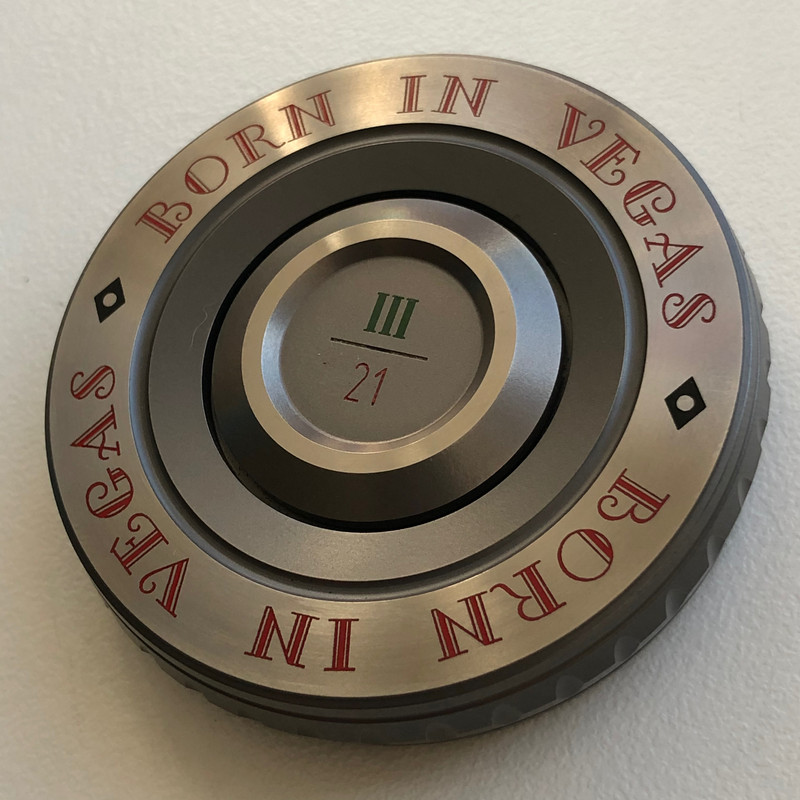 BORN IN VEGAS
BORN IN VEGAS
III
21